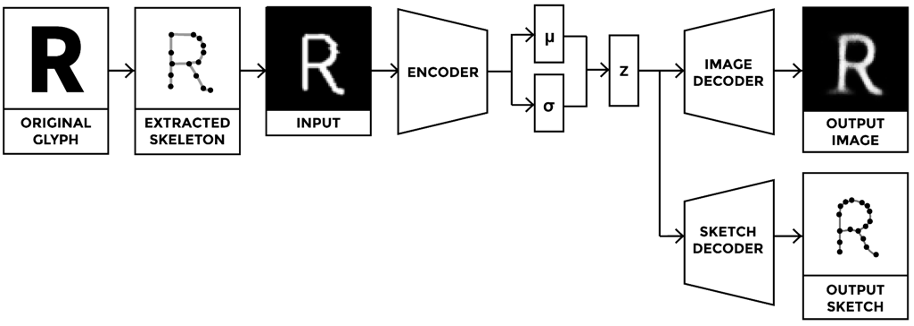 R
ORIGINAL
GLYPH
EXTRACTED
SKELETON
R
INPUT
ENCODER
μ
σ
z
IMAGE
DECODER
R
OUTPUT
IMAGE
SKETCH
DECODER
R
OUTPUT
SKETCH